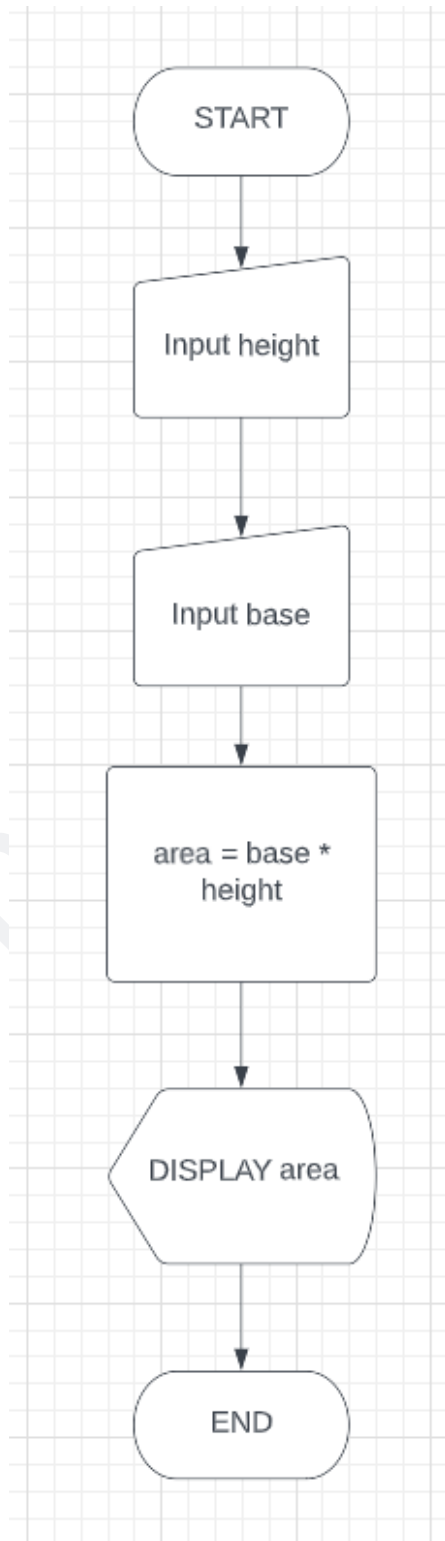 START
Input height
Input base
area = base *
height
DISPLAY area
END